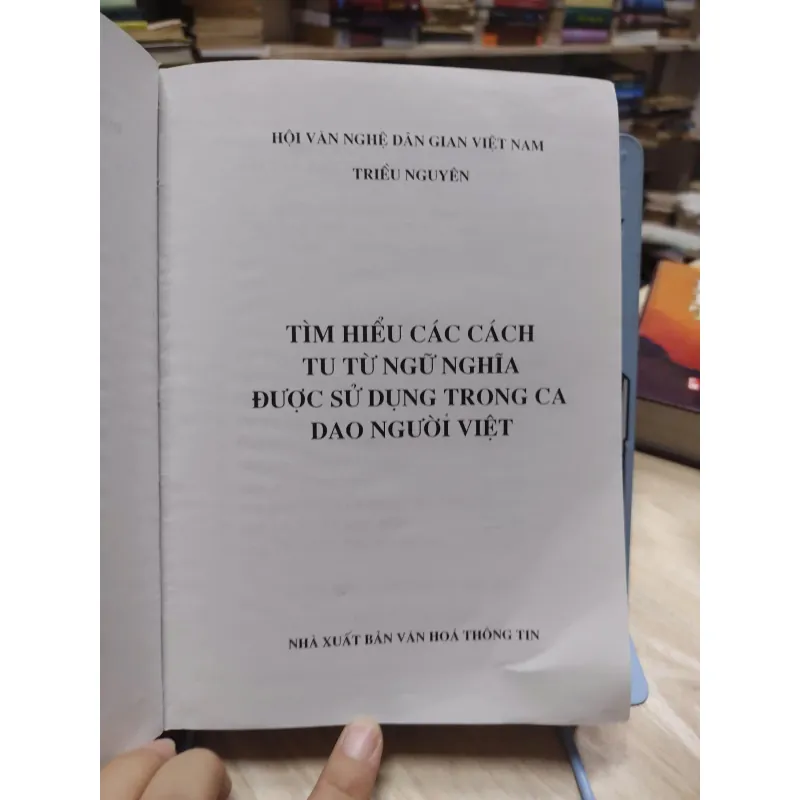 HỘI VĂN NGHỆ DÂN GIAN VIỆT NAM
TRIỀU NGUYÊN
TÌM HIỂU CÁC CÁCH
TU TỪ NGỮ NGHĨA
ĐƯỢC SỬ DỤNG TRONG CA
DAO NGƯỜI VIỆT
NHÀ XUẤT BẢN VĂN HOÁ THÔNG TIN